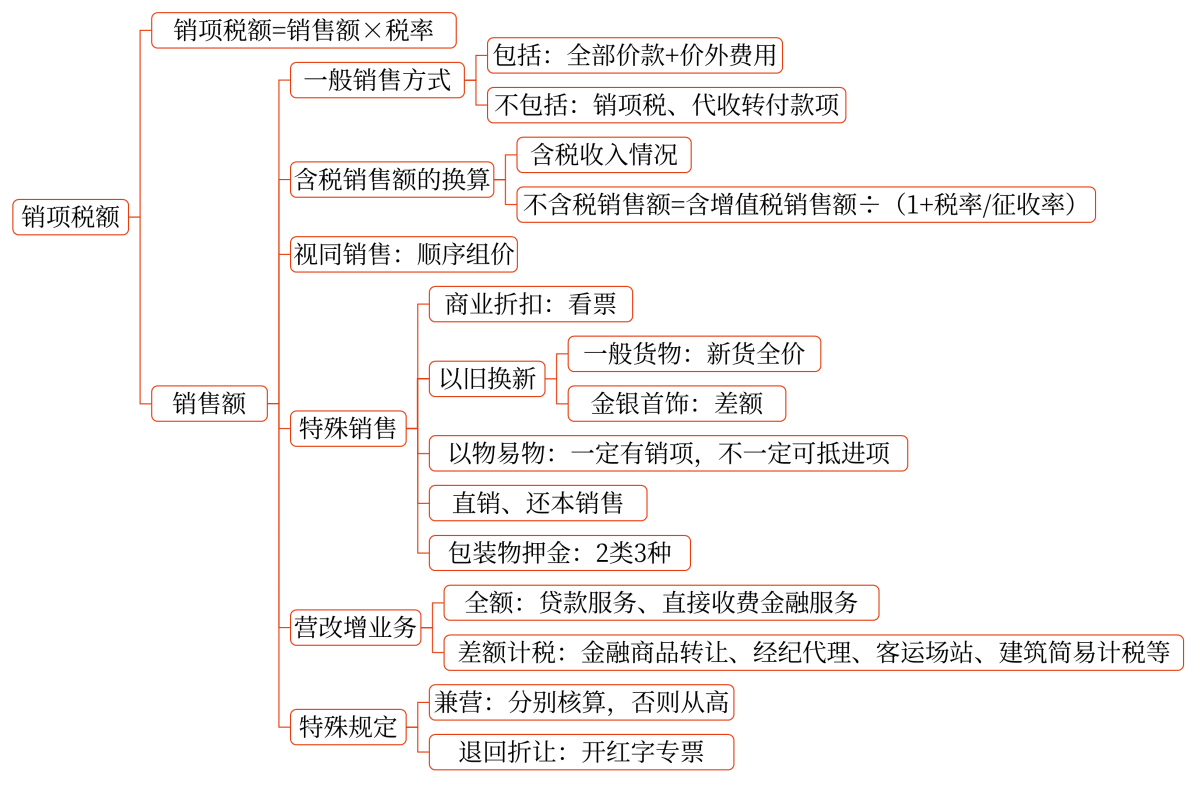 销项税额
销项税额=销售额×税率
销售额
一般销售方式
包括：全部价款+价外费用
不包括：销项税、代收转付款项
含税销售额的换算
含税收入情况
不含税销售额=含增值税销售额÷（1+税率/征收率）
视同销售：顺序组价
特殊销售
商业折扣：看票
以旧换新
一般货物：新货全价
金银首饰：差额
以物易物：一定有销项，不一定可抵进项
直销、还本销售
包装物押金：2类3种
营改增业务
全额：贷款服务、直接收费金融服务
差额计税：金融商品转让、经纪代理、客运场站、建筑简易计税等
特殊规定
兼营：分别核算，否则从高
退回折让：开红字专票